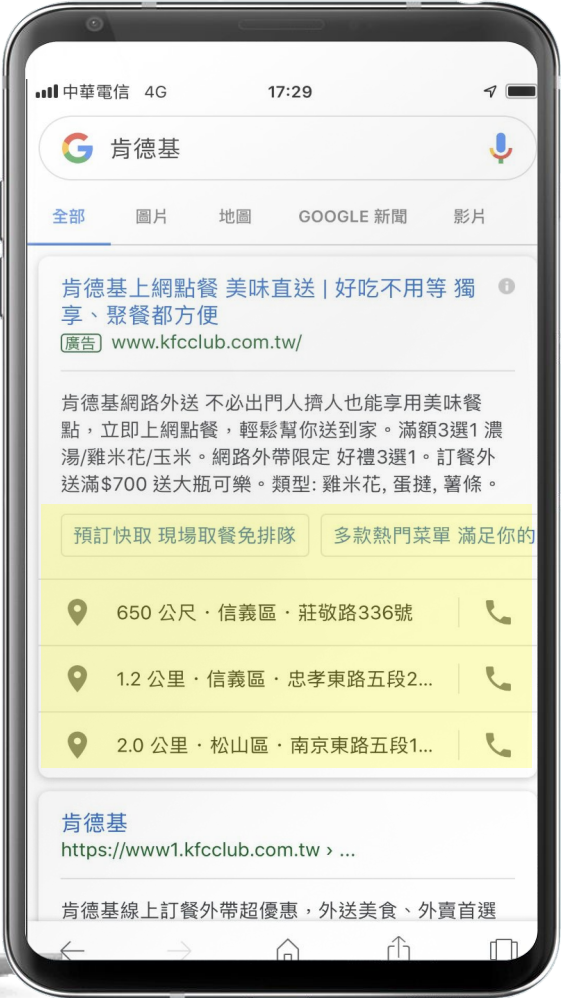 中華電信 4G 17:29
肯德基
全部 圖片 地圖 GOOGLE 新聞 影片
肯德基上網點餐 美味直送 | 好吃不用等 獨
享、聚餐都方便
廣告 www.kfcclub.com.tw/
肯德基網路外送 不必出門人擠人也能享用美味餐
點，立即上網點餐，輕鬆幫你送到家。滿額3選1 濃
湯/雞米花/玉米。網路外帶限定 好禮3選1。訂餐外
送滿$700 送大瓶可樂。類型: 雞米花, 蛋撻, 薯條。
預訂快取 現場取餐免排隊 多款熱門菜單 滿足你的
650 公尺・信義區・莊敬路336號
1.2 公里・信義區・忠孝東路五段2...
2.0 公里・松山區・南京東路五段1...
肯德基
https://www1.kfcclub.com.tw › ...
肯德基線上訂餐外帶超優惠，外送美食、外賣首選